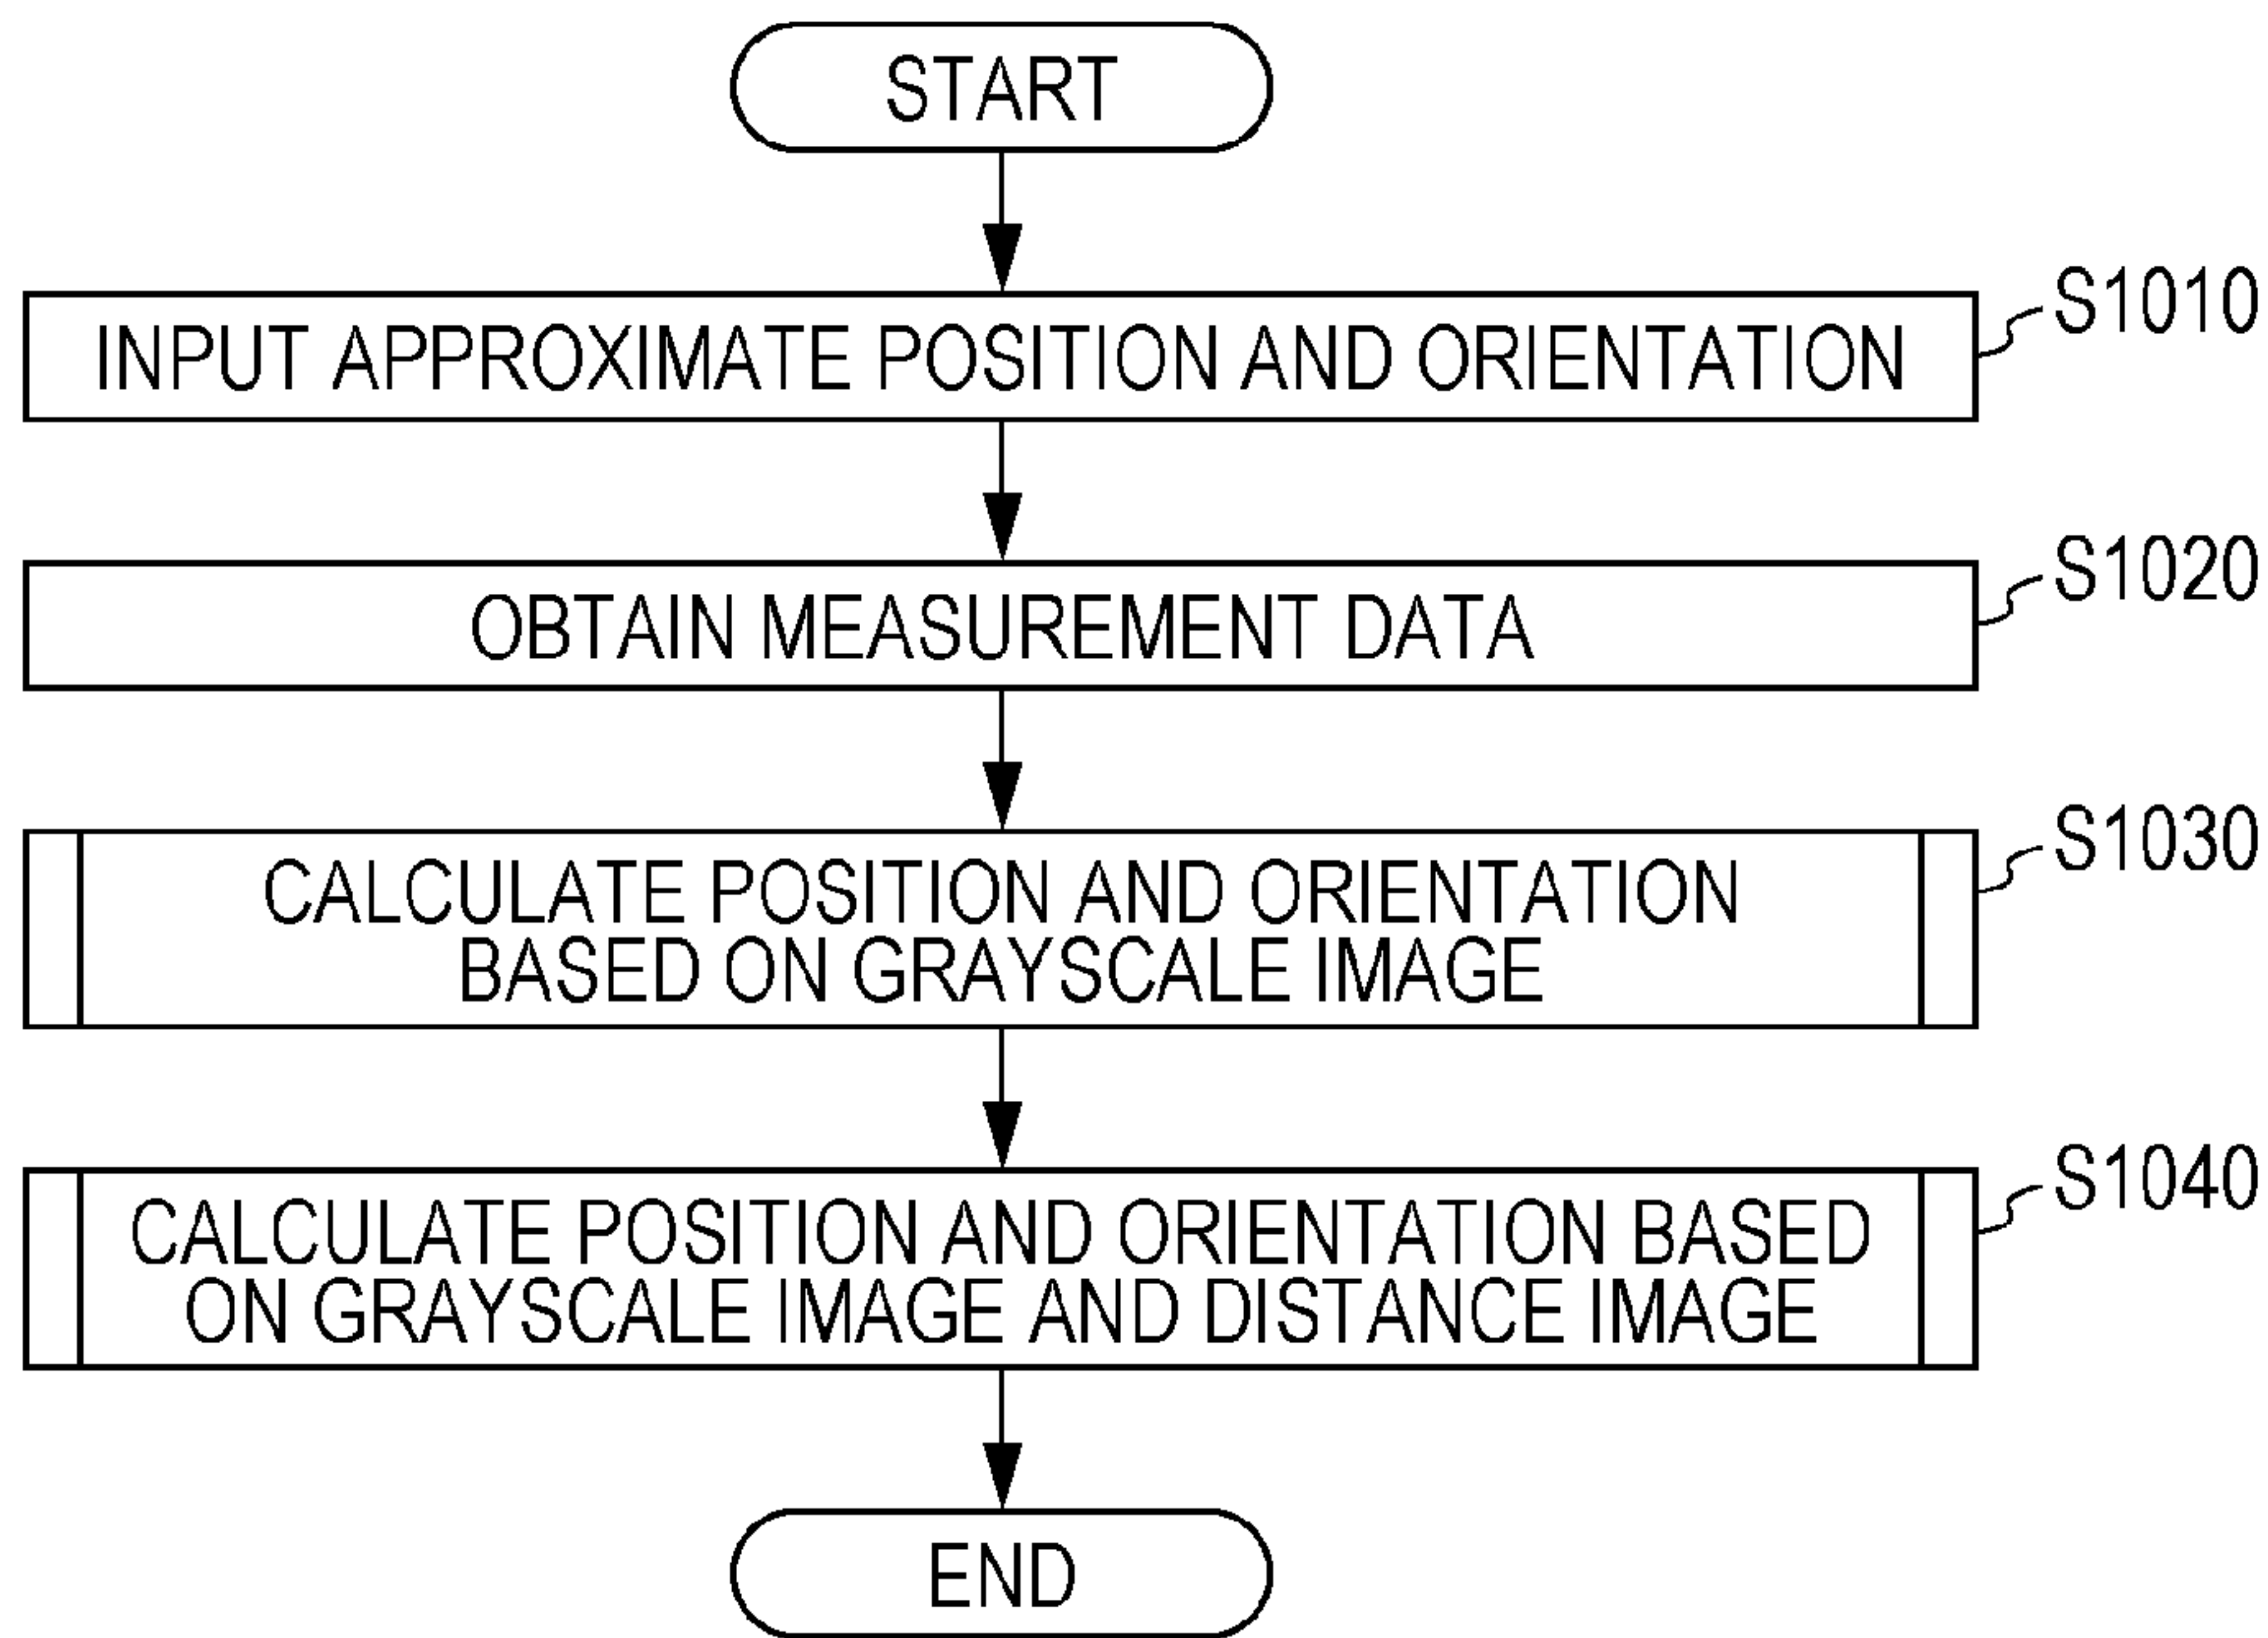 START
S1010
INPUT APPROXIMATE POSITION AND ORIENTATION
S1020
OBTAIN MEASUREMENT DATA
S1030
CALCULATE POSITION AND ORIENTATION
BASED ON GRAYSCALE IMAGE
S1040
CALCULATE POSITION AND ORIENTATION BASED
ON GRAYSCALE IMAGE AND DISTANCE IMAGE
END